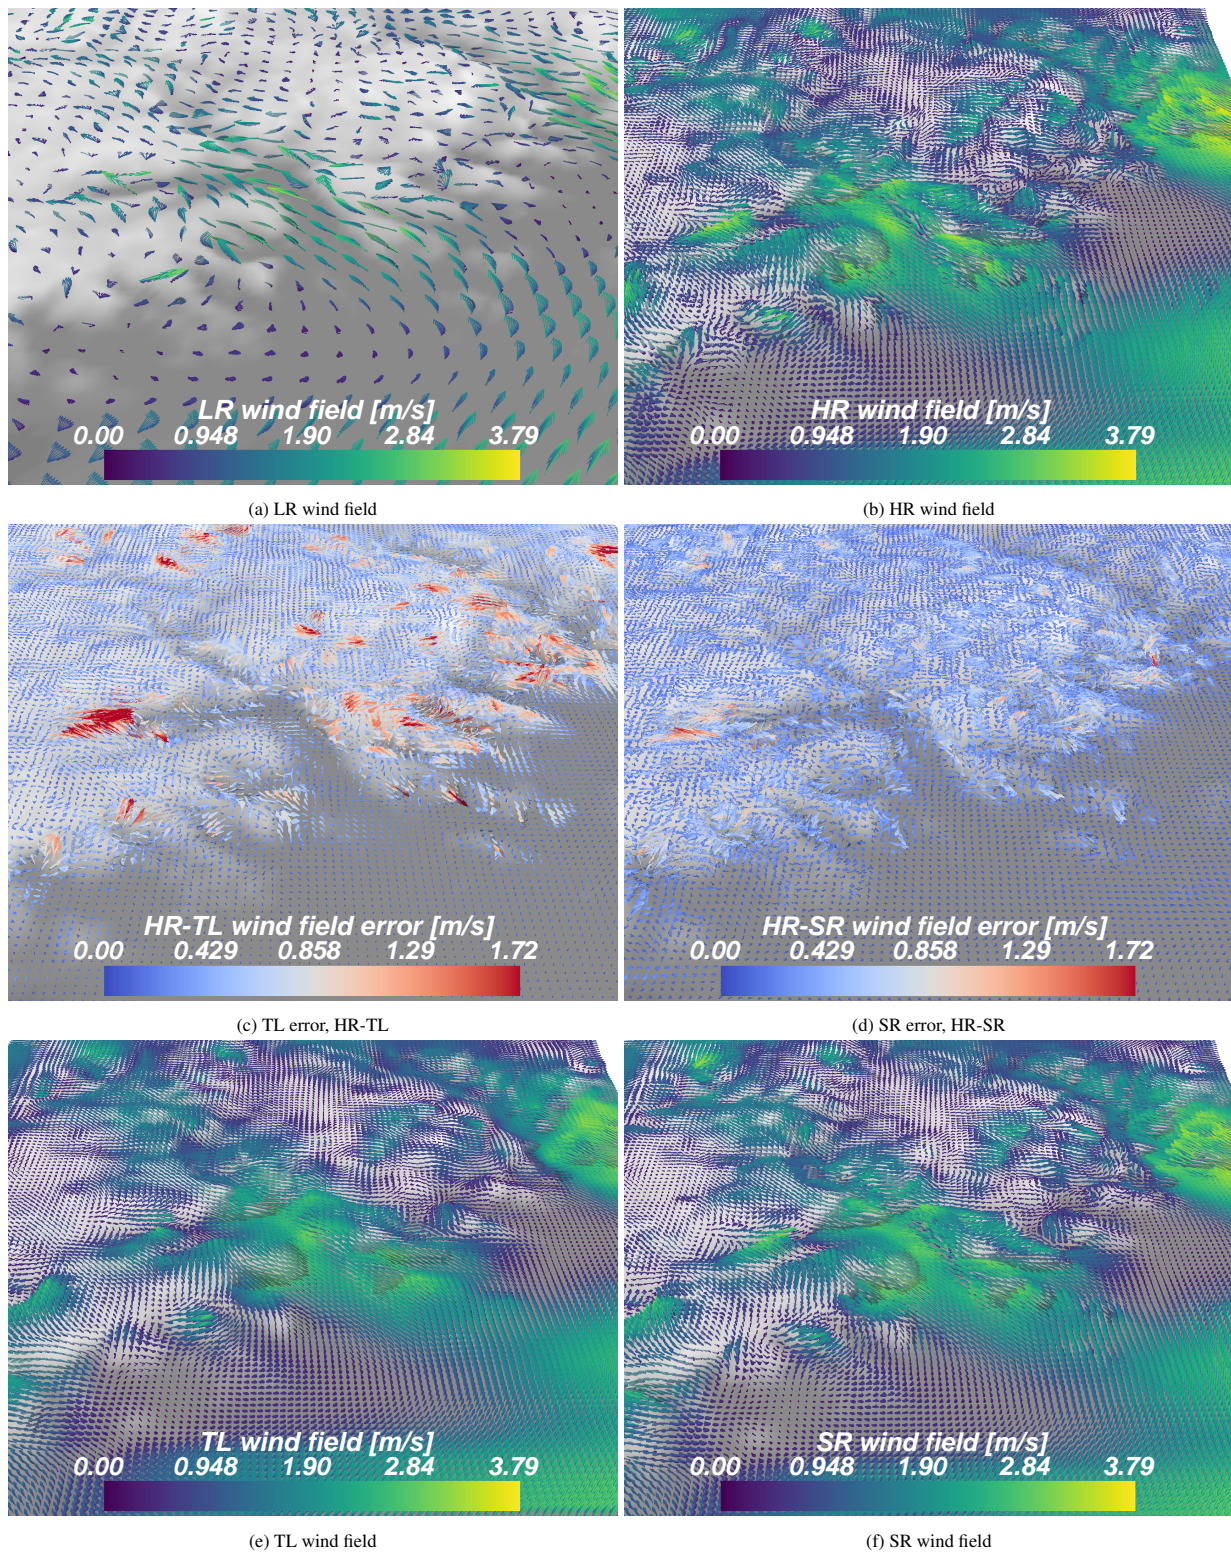 LR wind field [m/s]
0.00 0.948 1.90 2.84 3.79
(a) LR wind field
HR wind field [m/s]
0.00 0.948 1.90 2.84 3.79
(b) HR wind field
HR-TL wind field error [m/s]
0.00 0.429 0.858 1.29 1.72
(c) TL error, HR-TL
HR-SR wind field error [m/s]
0.00 0.429 0.858 1.29 1.72
(d) SR error, HR-SR
TL wind field [m/s]
0.00 0.948 1.90 2.84 3.79
(e) TL wind field
SR wind field [m/s]
0.00 0.948 1.90 2.84 3.79
(f) SR wind field